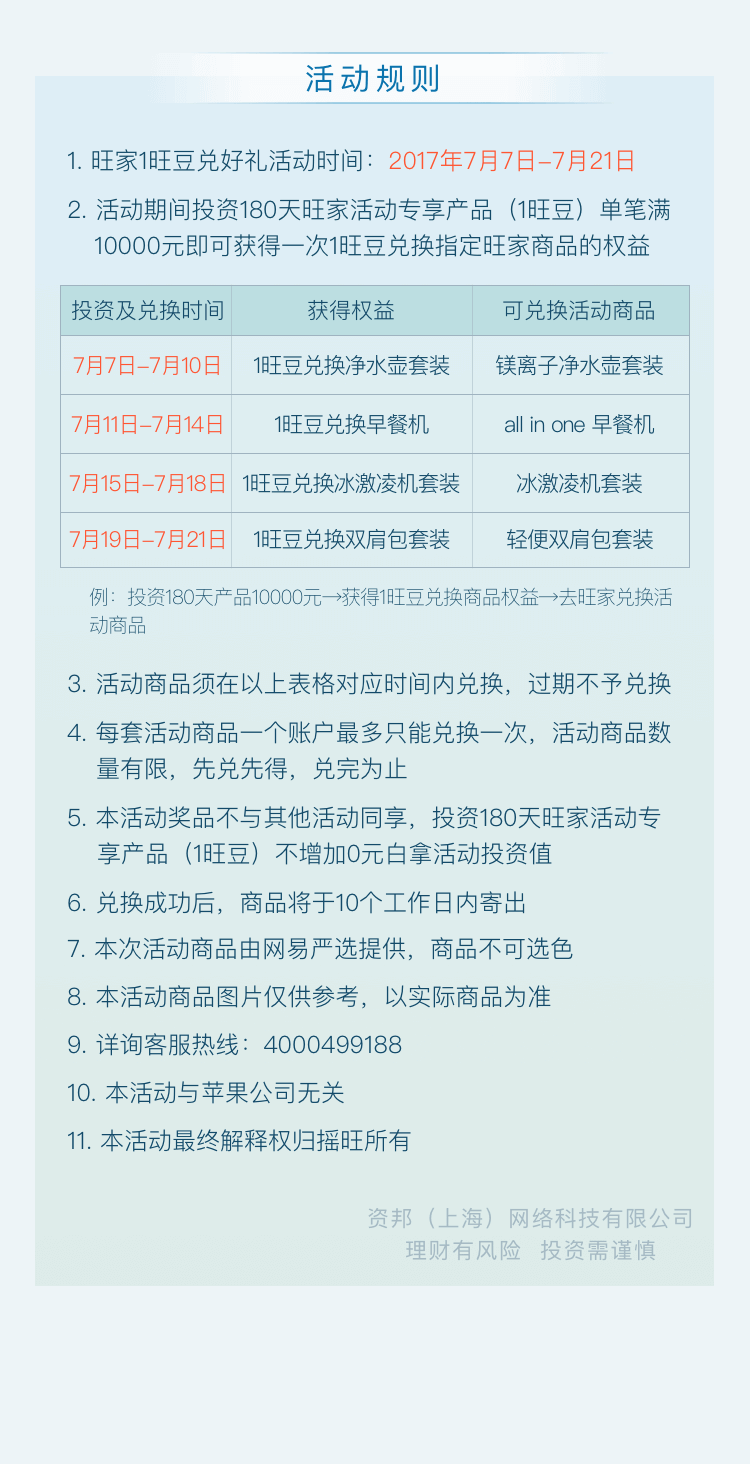 活动规则
1. 旺家1旺豆兑好礼活动时间：2017年7月7日–7月21日
2. 活动期间投资180天旺家活动专享产品（1旺豆）单笔满
10000元即可获得一次1旺豆兑换指定旺家商品的权益
投资及兑换时间 获得权益 可兑换活动商品
7月7日–7月10日 1旺豆兑换净水壶套装 镁离子净水壶套装
7月11日–7月14日 1旺豆兑换早餐机 all in one 早餐机
7月15日–7月18日 1旺豆兑换冰激凌机套装 冰激凌机套装
7月19日–7月21日 1旺豆兑换双肩包套装 轻便双肩包套装
例：投资180天产品10000元→获得1旺豆兑换商品权益→去旺家兑换活
动商品
3. 活动商品须在以上表格对应时间内兑换，过期不予兑换
4. 每套活动商品一个账户最多只能兑换一次，活动商品数
量有限，先兑先得，兑完为止
5. 本活动奖品不与其他活动同享，投资180天旺家活动专
享产品（1旺豆）不增加0元白拿活动投资值
6. 兑换成功后，商品将于10个工作日内寄出
7. 本次活动商品由网易严选提供，商品不可选色
8. 本活动商品图片仅供参考，以实际商品为准
9. 详询客服热线：4000499188
10. 本活动与苹果公司无关
11. 本活动最终解释权归摇旺所有
资邦（上海）网络科技有限公司
理财有风险 投资需谨慎